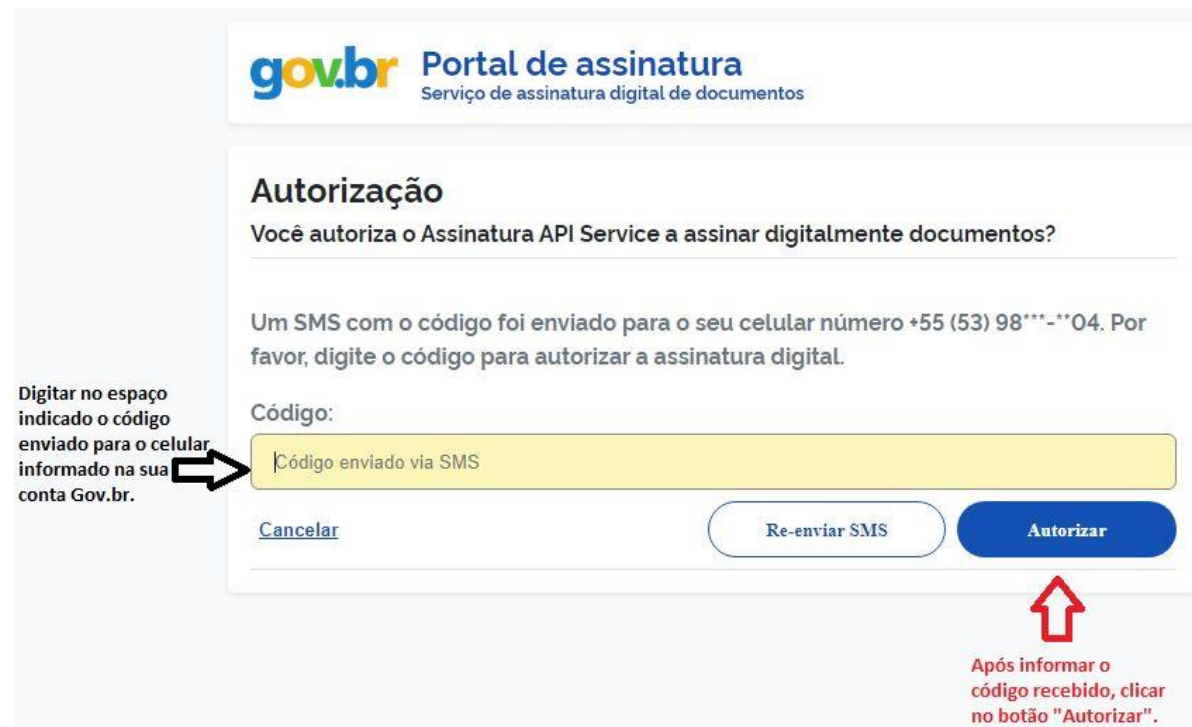 gov.br
Portal de assinatura
Serviço de assinatura digital de documentos
Autorização
Você autoriza o Assinatura API Service a assinar digitalmente documentos?
Um SMS com o código foi enviado para o seu celular número +55 (53) 98***-**04. Por
favor, digite o código para autorizar a assinatura digital.
Digitar no espaço
indicado o código
enviado para o celular
informado na sua
conta Gov.br.
Código:
Código enviado via SMS
Cancelar
Re-enviar SMS
Autorizar
Após informar o
código recebido, clicar
no botão "Autorizar".